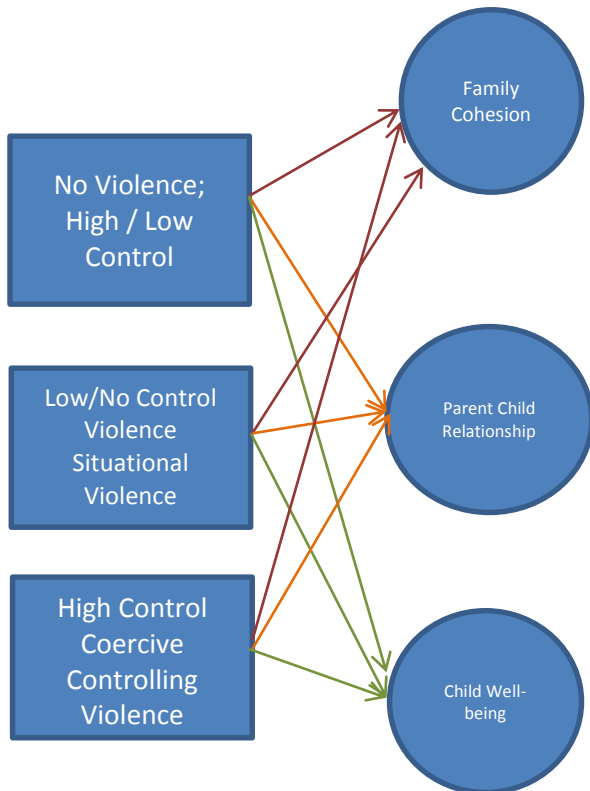 Family
Cohesion
No Violence;
High / Low
Control
Low/No Control
Violence
Situational
Violence
Parent Child
Relationship
High Control
Coercive
Controlling
Violence
Child Well-
being